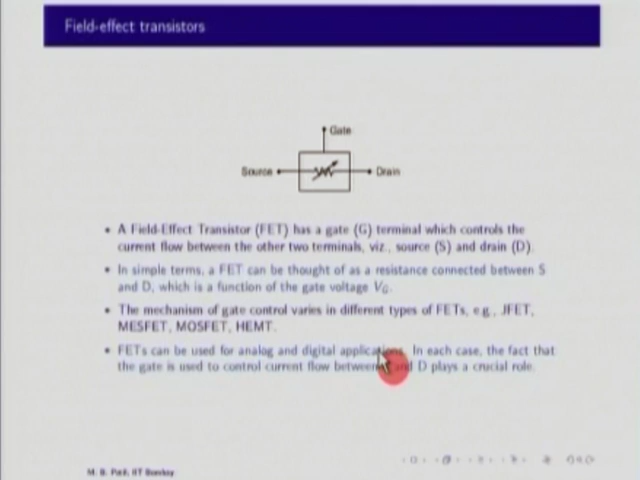 Field-effect transistors
Gate
Source
Drain
• A Field-Effect Transistor (FET) has a gate (G) terminal which controls the
current flow between the other two terminals, viz., source (S) and drain (D).
• In simple terms, a FET can be thought of as a resistance connected between S
and D, which is a function of the gate voltage VG.
• The mechanism of gate control varies in different types of FETs, e.g., JFET,
MESFET, MOSFET, HEMT.
• FETs can be used for analog and digital applications. In each case, the fact that
the gate is used to control current flow between and D plays a crucial role.
M. B. Patil, IIT Bombay